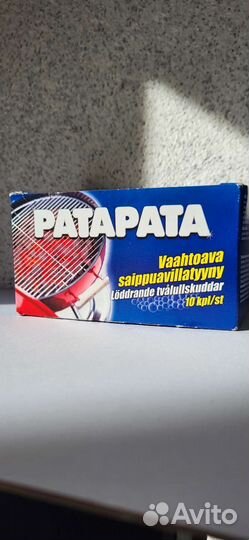 PATAPATA
Vaahtoava
saippuavillatyyny
Löddrande tvålullskuddar
10 kpl/st
Avito